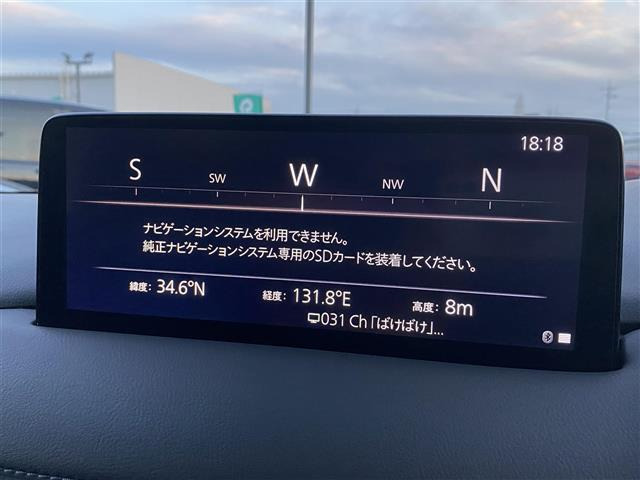 18:18
S SW W NW N
ナビゲーションシステムを利用できません。
純正ナビゲーションシステム専用のSDカードを装着してください。
緯度: 34.6°N 経度: 131.8°E 高度: 8m
031 Ch「ばけばけ」...